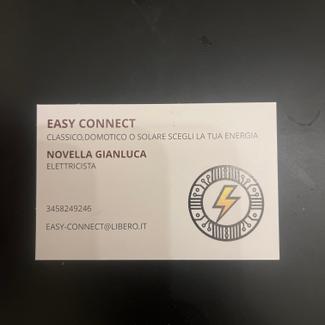 EASY CONNECT
CLASSICO,DOMOTICO O SOLARE SCEGLI LA TUA ENERGIA
NOVELLA GIANLUCA
ELETTRICISTA
3458249246
EASY-CONNECT@LIBERO.IT